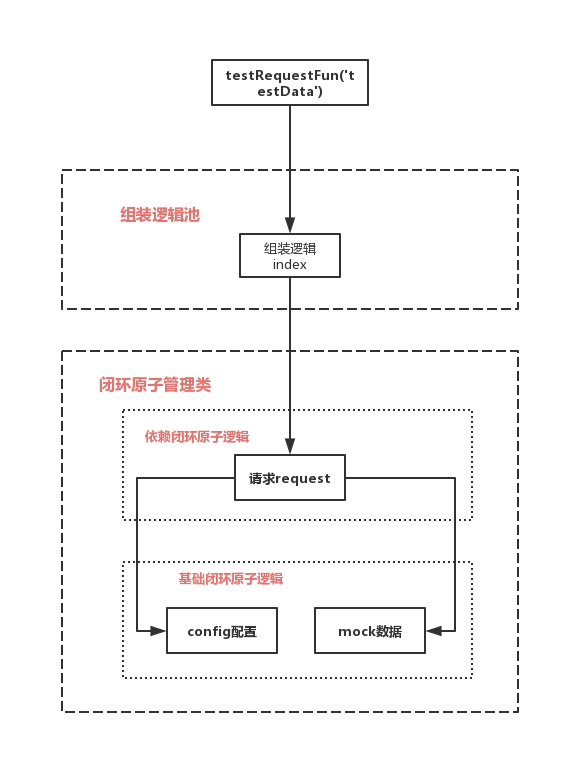 testRequestFun('t
estData')
组装逻辑池
组装逻辑
index
闭环原子管理类
依赖闭环原子逻辑
请求request
基础闭环原子逻辑
config配置
mock数据